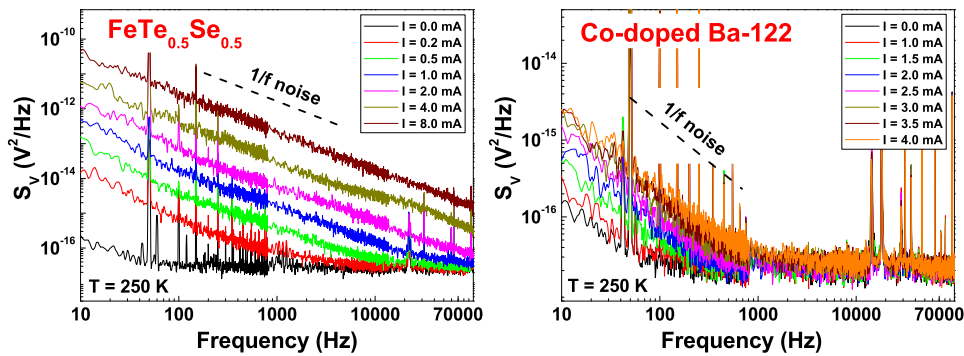 FeTe₀.₅Se₀.₅
I = 0.0 mA
I = 0.2 mA
I = 0.5 mA
I = 1.0 mA
I = 2.0 mA
I = 4.0 mA
I = 8.0 mA
1/f noise
S_V (V²/Hz)
10⁻¹⁰
10⁻¹²
10⁻¹⁴
10⁻¹⁶
T = 250 K
10
100
1000
10000
70000
Frequency (Hz)
Co-doped Ba-122
I = 0.0 mA
I = 1.0 mA
I = 1.5 mA
I = 2.0 mA
I = 2.5 mA
I = 3.0 mA
I = 3.5 mA
I = 4.0 mA
1/f noise
S_V (V²/Hz)
10⁻¹⁵
10⁻¹⁶
T = 250 K
10
100
1000
10000
70000
Frequency (Hz)